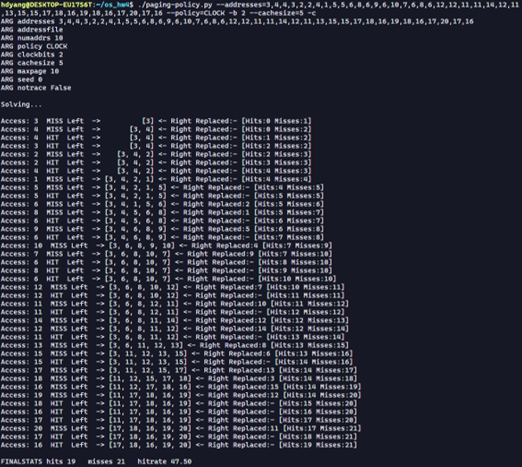 hdyang@DESKTOP-EU17S6T:~/os_hw4$ ./paging-policy.py --addresses=3,4,4,3,2,2,4,1,5,5,6,8,6,9,6,10,7,6,8,6,12,12,11,11,14,12,11
,13,15,15,17,18,16,19,18,16,17,20,17,16 --policy=CLOCK -b 2 --cachesize=5 -c
ARG addresses 3,4,4,3,2,2,4,1,5,5,6,8,6,9,6,10,7,6,8,6,12,12,11,11,14,12,11,13,15,15,17,18,16,19,18,16,17,20,17,16
ARG addressfile
ARG numaddrs 10
ARG policy CLOCK
ARG clockbits 2
ARG cachesize 5
ARG maxpage 10
ARG seed 0
ARG notrace False
Solving...
Access: 3 MISS Left -> [3] <- Right Replaced:- [Hits:0 Misses:1]
Access: 4 MISS Left -> [3, 4] <- Right Replaced:- [Hits:0 Misses:2]
Access: 4 HIT Left -> [3, 4] <- Right Replaced:- [Hits:1 Misses:2]
Access: 3 HIT Left -> [3, 4] <- Right Replaced:- [Hits:2 Misses:2]
Access: 2 MISS Left -> [3, 4, 2] <- Right Replaced:- [Hits:2 Misses:3]
Access: 2 HIT Left -> [3, 4, 2] <- Right Replaced:- [Hits:3 Misses:3]
Access: 4 HIT Left -> [3, 4, 2] <- Right Replaced:- [Hits:4 Misses:3]
Access: 1 MISS Left -> [3, 4, 2, 1] <- Right Replaced:- [Hits:4 Misses:4]
Access: 5 MISS Left -> [3, 4, 2, 1, 5] <- Right Replaced:- [Hits:4 Misses:5]
Access: 5 HIT Left -> [3, 4, 2, 1, 5] <- Right Replaced:- [Hits:5 Misses:5]
Access: 6 MISS Left -> [3, 4, 1, 5, 6] <- Right Replaced:2 [Hits:5 Misses:6]
Access: 8 MISS Left -> [3, 4, 5, 6, 8] <- Right Replaced:1 [Hits:5 Misses:7]
Access: 6 HIT Left -> [3, 4, 5, 6, 8] <- Right Replaced:- [Hits:6 Misses:7]
Access: 9 MISS Left -> [3, 4, 6, 8, 9] <- Right Replaced:5 [Hits:6 Misses:8]
Access: 6 HIT Left -> [3, 4, 6, 8, 9] <- Right Replaced:- [Hits:7 Misses:8]
Access: 10 MISS Left -> [3, 6, 8, 9, 10] <- Right Replaced:4 [Hits:7 Misses:9]
Access: 7 MISS Left -> [3, 6, 8, 10, 7] <- Right Replaced:9 [Hits:7 Misses:10]
Access: 6 HIT Left -> [3, 6, 8, 10, 7] <- Right Replaced:- [Hits:8 Misses:10]
Access: 8 HIT Left -> [3, 6, 8, 10, 7] <- Right Replaced:- [Hits:9 Misses:10]
Access: 6 HIT Left -> [3, 6, 8, 10, 7] <- Right Replaced:- [Hits:10 Misses:10]
Access: 12 MISS Left -> [3, 6, 8, 10, 12] <- Right Replaced:7 [Hits:10 Misses:11]
Access: 12 HIT Left -> [3, 6, 8, 10, 12] <- Right Replaced:- [Hits:11 Misses:11]
Access: 11 MISS Left -> [3, 6, 8, 12, 11] <- Right Replaced:10 [Hits:11 Misses:12]
Access: 11 HIT Left -> [3, 6, 8, 12, 11] <- Right Replaced:- [Hits:12 Misses:12]
Access: 14 MISS Left -> [3, 6, 8, 11, 14] <- Right Replaced:12 [Hits:12 Misses:13]
Access: 12 MISS Left -> [3, 6, 8, 11, 12] <- Right Replaced:14 [Hits:12 Misses:14]
Access: 11 HIT Left -> [3, 6, 8, 11, 12] <- Right Replaced:- [Hits:13 Misses:14]
Access: 13 MISS Left -> [3, 6, 11, 12, 13] <- Right Replaced:8 [Hits:13 Misses:15]
Access: 15 MISS Left -> [3, 11, 12, 13, 15] <- Right Replaced:6 [Hits:13 Misses:16]
Access: 15 HIT Left -> [3, 11, 12, 13, 15] <- Right Replaced:- [Hits:14 Misses:16]
Access: 17 MISS Left -> [3, 11, 12, 15, 17] <- Right Replaced:13 [Hits:14 Misses:17]
Access: 18 MISS Left -> [11, 12, 15, 17, 18] <- Right Replaced:3 [Hits:14 Misses:18]
Access: 16 MISS Left -> [11, 12, 17, 18, 16] <- Right Replaced:15 [Hits:14 Misses:19]
Access: 19 MISS Left -> [11, 17, 18, 16, 19] <- Right Replaced:12 [Hits:14 Misses:20]
Access: 18 HIT Left -> [11, 17, 18, 16, 19] <- Right Replaced:- [Hits:15 Misses:20]
Access: 16 HIT Left -> [11, 17, 18, 16, 19] <- Right Replaced:- [Hits:16 Misses:20]
Access: 17 HIT Left -> [11, 17, 18, 16, 19] <- Right Replaced:- [Hits:17 Misses:20]
Access: 20 MISS Left -> [17, 18, 16, 19, 20] <- Right Replaced:11 [Hits:17 Misses:21]
Access: 17 HIT Left -> [17, 18, 16, 19, 20] <- Right Replaced:- [Hits:18 Misses:21]
Access: 16 HIT Left -> [17, 18, 16, 19, 20] <- Right Replaced:- [Hits:19 Misses:21]
FINALSTATS hits 19 misses 21 hitrate 47.50